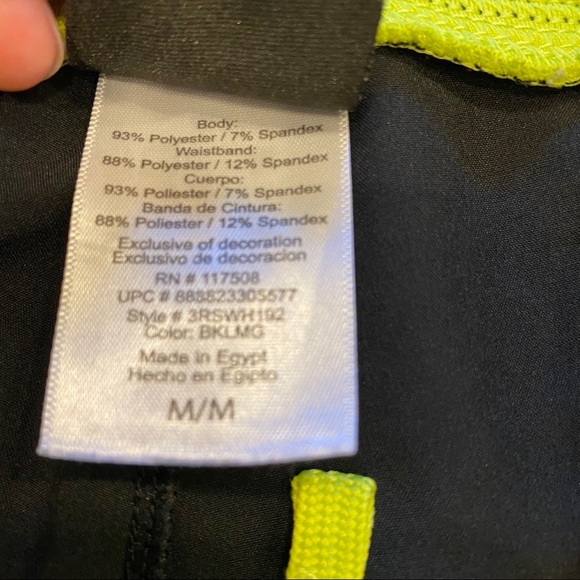 Body:
93% Polyester / 7% Spandex
Waistband:
88% Polyester / 12% Spandex
Cuerpo:
93% Poliester / 7% Spandex
Banda de Cintura:
88% Poliester / 12% Spandex
Exclusive of decoration
Exclusivo de decoracion
RN # 117508
UPC # 888823305577
Style # 3RSWH192
Color: BKLMG
Made in Egypt
Hecho en Egipto
M/M